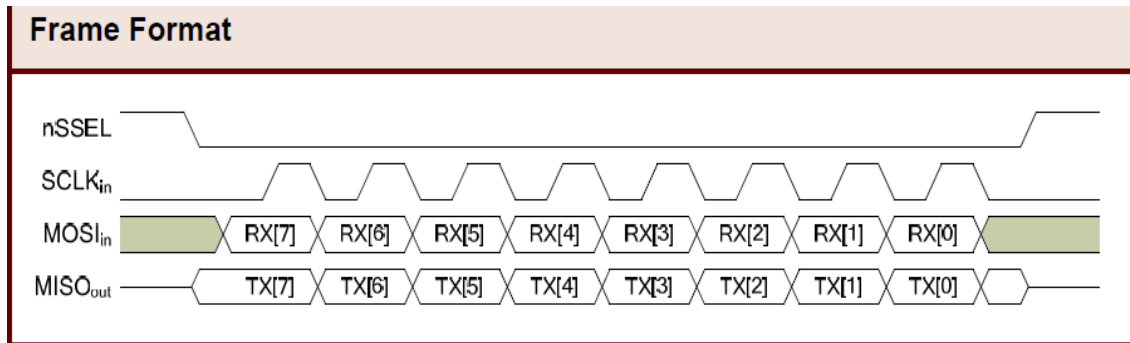 Frame Format
nSSEL
SCLKin
MOSIin RX[7] RX[6] RX[5] RX[4] RX[3] RX[2] RX[1] RX[0]
MISOout TX[7] TX[6] TX[5] TX[4] TX[3] TX[2] TX[1] TX[0]